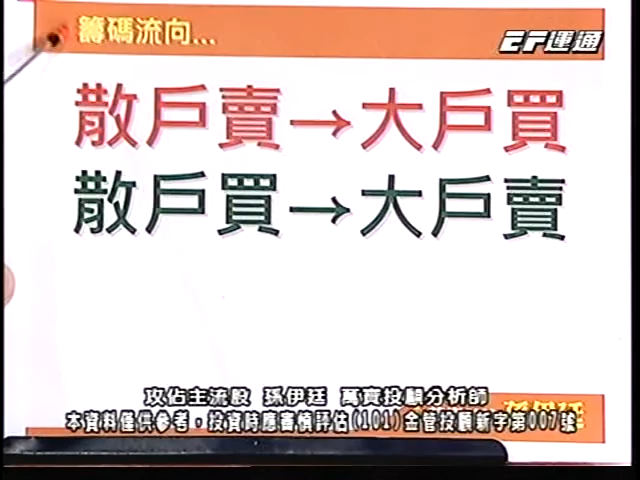 籌碼流向...
EF運通
散戶賣→大戶買
散戶買→大戶賣
攻佔主流股 孫伊廷 萬寶投顧分析師
本資料僅供參考，投資時應審慎評估(101)金管投顧新字第007號